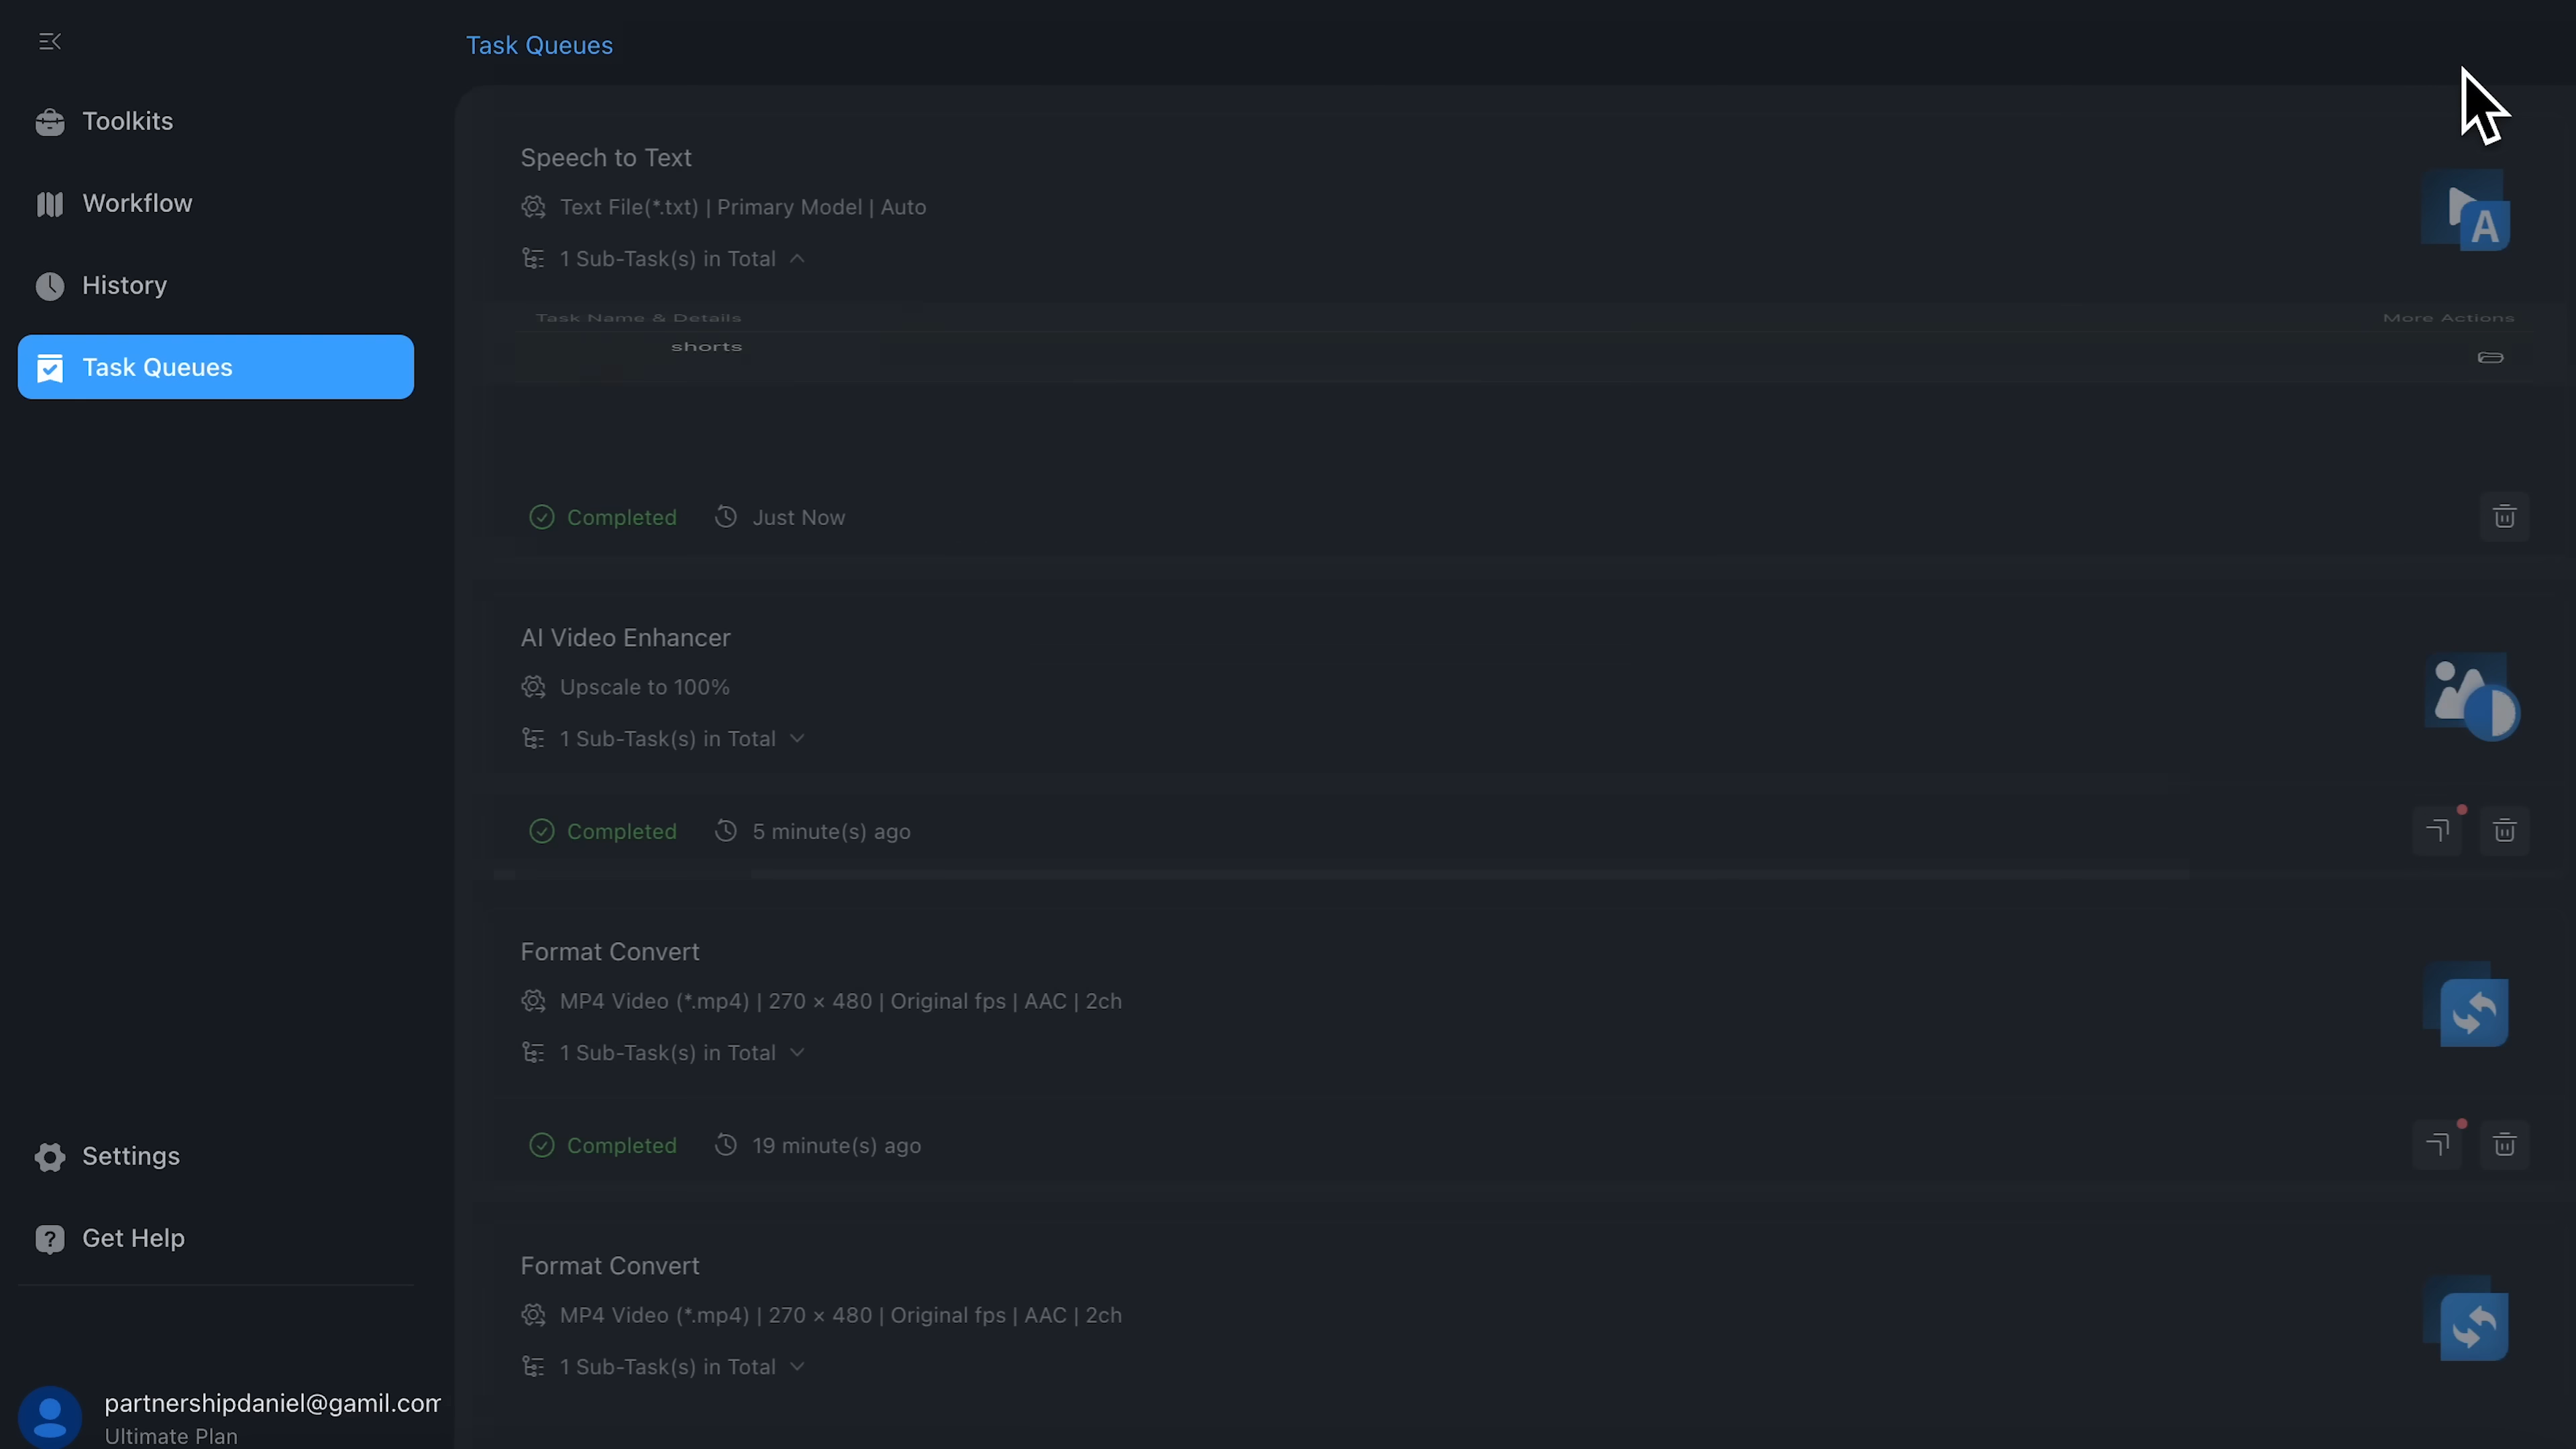 Task Queues
Toolkits
Workflow
History
Task Queues
Settings
Get Help
partnershipdaniel@gamil.com
Ultimate Plan
Speech to Text
Text File(*.txt) | Primary Model | Auto
1 Sub-Task(s) in Total
Task Name & Details
More Actions
shorts
Completed
Just Now
A
AI Video Enhancer
Upscale to 100%
1 Sub-Task(s) in Total
Completed
5 minute(s) ago
Format Convert
MP4 Video (*.mp4) | 270 × 480 | Original fps | AAC | 2ch
1 Sub-Task(s) in Total
Completed
19 minute(s) ago
Format Convert
MP4 Video (*.mp4) | 270 × 480 | Original fps | AAC | 2ch
1 Sub-Task(s) in Total